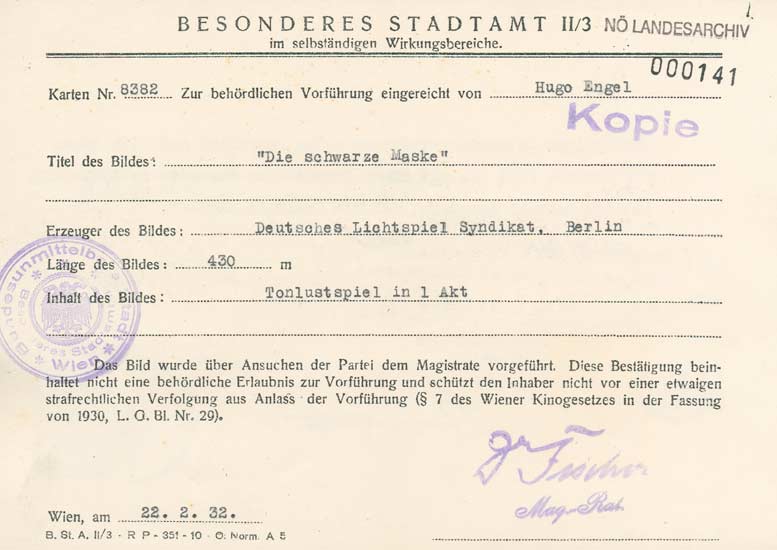 1.
BESONDERES STADTAMT II/3
NÖ LANDESARCHIV
im selbständigen Wirkungsbereiche.
000141
Karten Nr. 8382 Zur behördlichen Vorführung eingereicht von Hugo Engel
Kopie
Titel des Bildes: "Die schwarze Maske"
Erzeuger des Bildes: Deutsches Lichtspiel Syndikat, Berlin
Länge des Bildes: 430 m
Inhalt des Bildes: Tonlustspiel in 1 Akt
Wien
Das Bild wurde über Ansuchen der Partei dem Magistrate vorgeführt. Diese Bestätigung bein-
haltet nicht eine behördliche Erlaubnis zur Vorführung und schützt den Inhaber nicht vor einer etwaigen
strafrechtlichen Verfolgung aus Anlass der Vorführung (§ 7 des Wiener Kinogesetzes in der Fassung
von 1930, L. G. Bl. Nr. 29).
Dr Fischer
Mag-Rat
Wien, am 22. 2. 32.
B. St. A. II/3 - R P - 351 - 10 - Ö. Norm. A 5